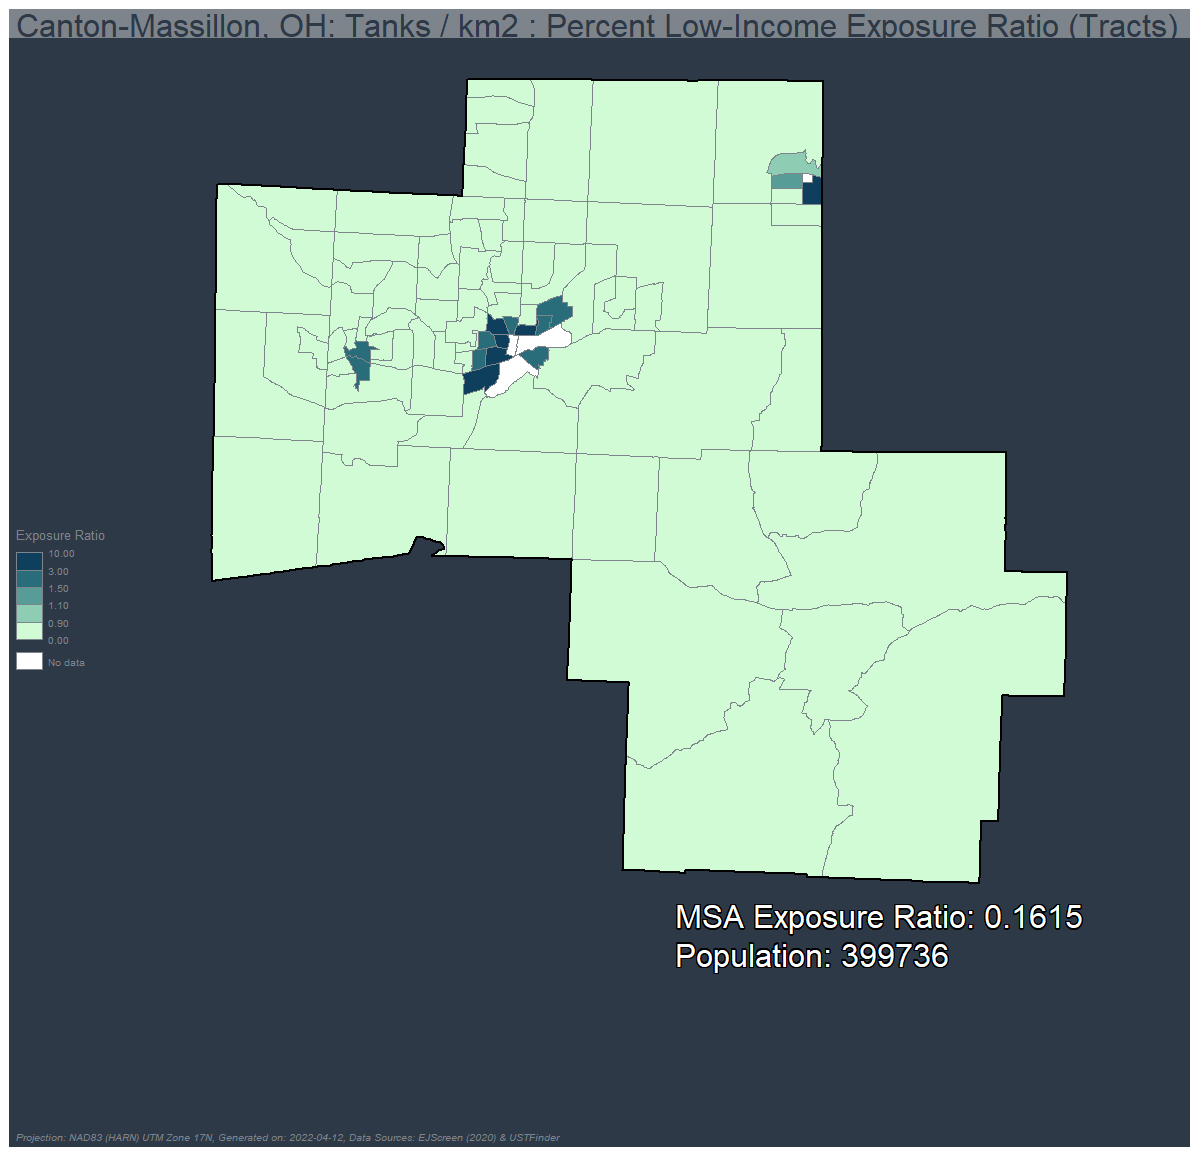 Canton-Massillon, OH: Tanks / km2 : Percent Low-Income Exposure Ratio (Tracts)
Exposure Ratio
10.00
3.00
1.50
1.10
0.90
0.00
No data
MSA Exposure Ratio: 0.1615
Population: 399736
Projection: NAD83 (HARN) UTM Zone 17N, Generated on: 2022-04-12, Data Sources: EJScreen (2020) & USTFinder